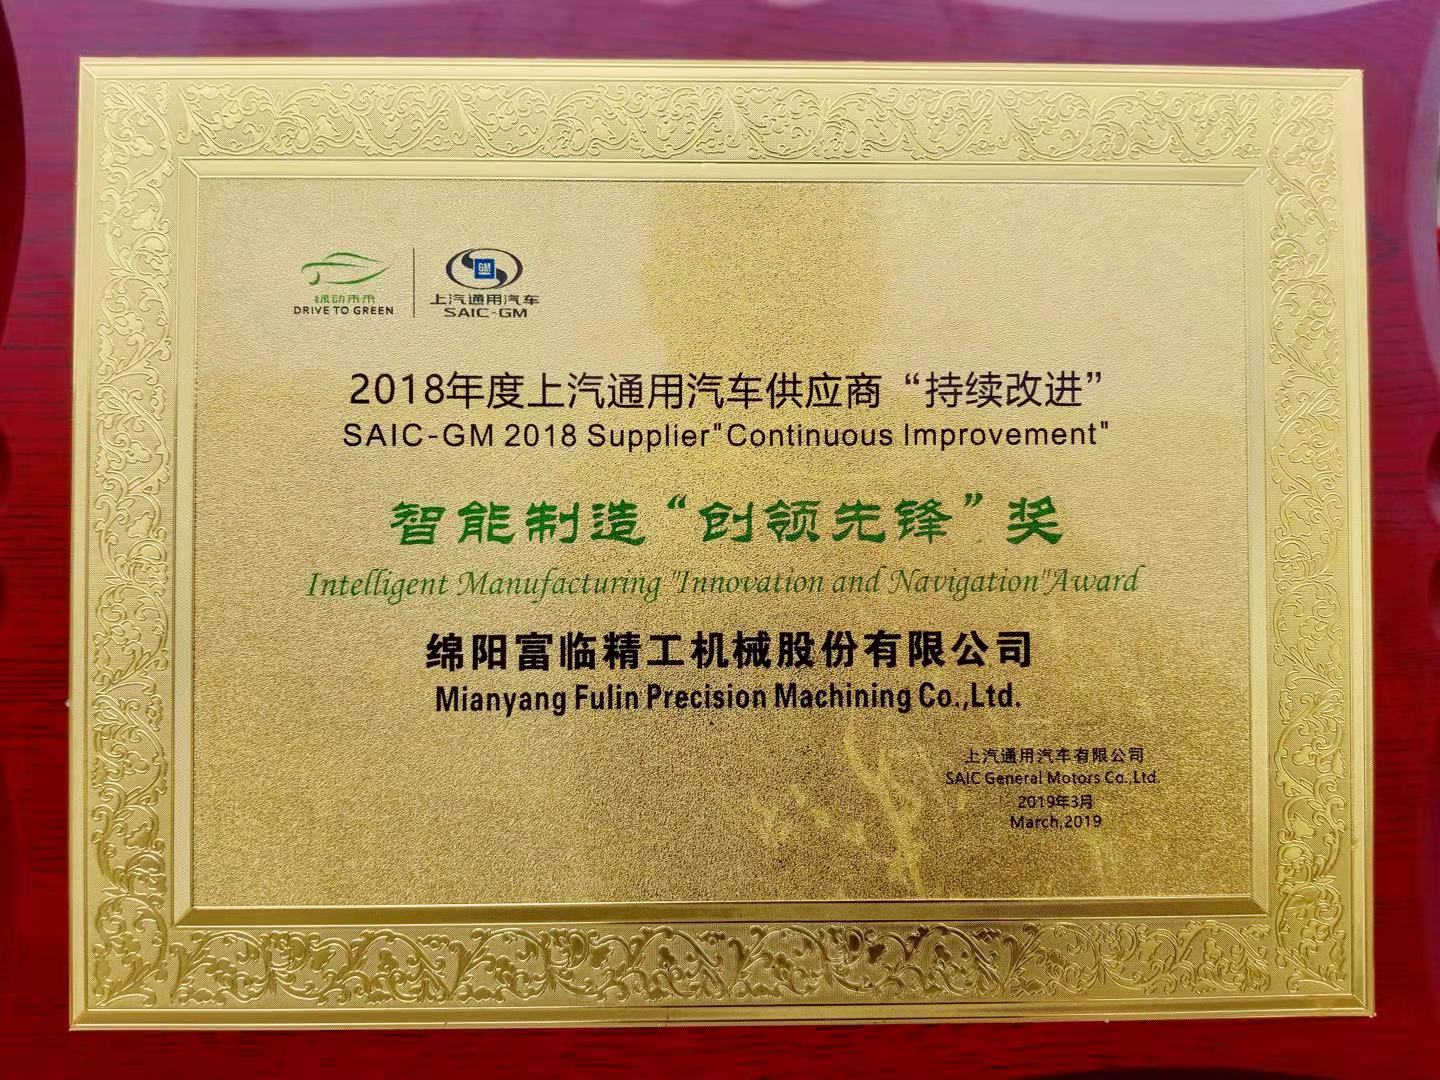 绿动未来
DRIVE TO GREEN
GM
上汽通用汽车
SAIC-GM
2018年度上汽通用汽车供应商“持续改进”
SAIC-GM 2018 Supplier"Continuous Improvement"
智能制造“创领先锋”奖
Intelligent Manufacturing "Innovation and Navigation"Award
绵阳富临精工机械股份有限公司
Mianyang Fulin Precision Machining Co.,Ltd.
上汽通用汽车有限公司
SAIC General Motors Co.,Ltd.
2019年3月
March,2019